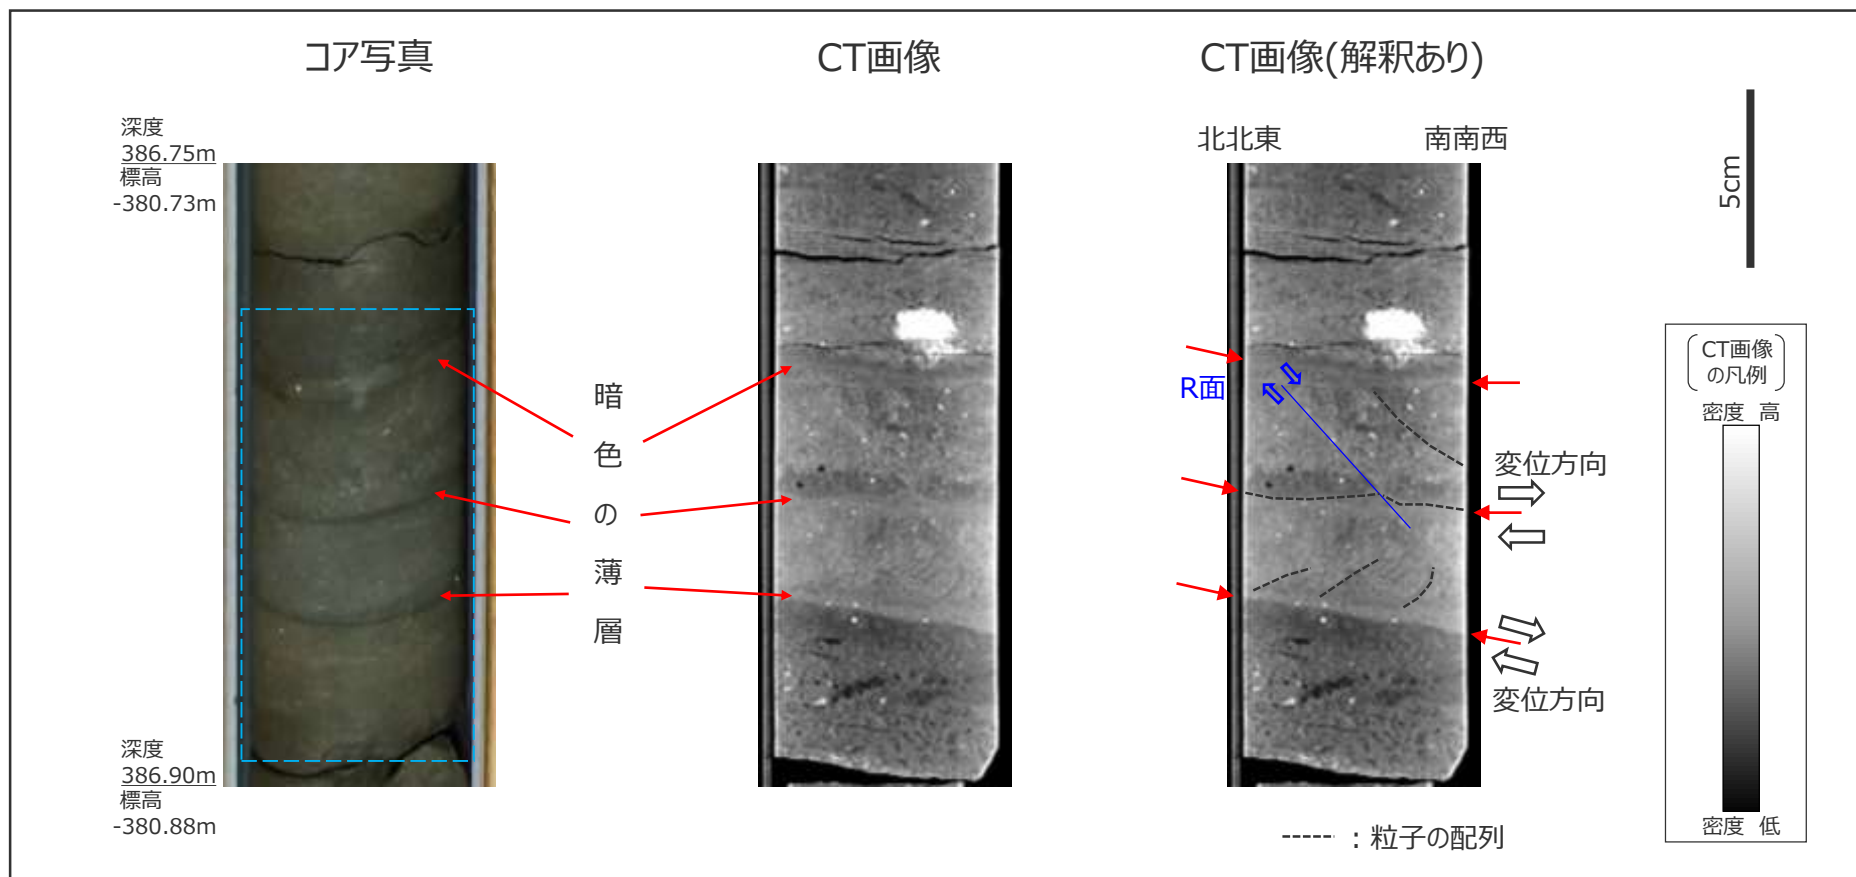 コア写真
CT画像
CT画像(解釈あり)
深度
386.75m
標高
-380.73m
北北東
南南西
5cm
暗色の薄層
R面
変位方向
変位方向
CT画像
の凡例
密度 高
密度 低
深度
386.90m
標高
-380.88m
:粒子の配列